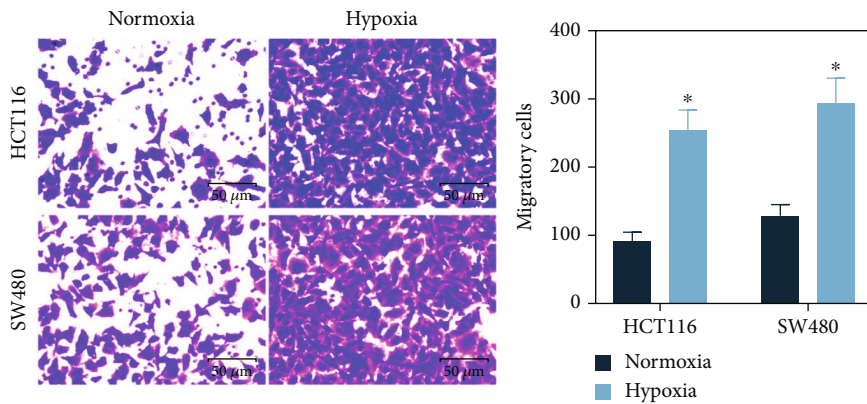 Normoxia
Hypoxia
HCT116
50 µm
50 µm
SW480
50 µm
50 µm
Migratory cells
400
300
200
100
0
*
*
HCT116
SW480
Normoxia
Hypoxia